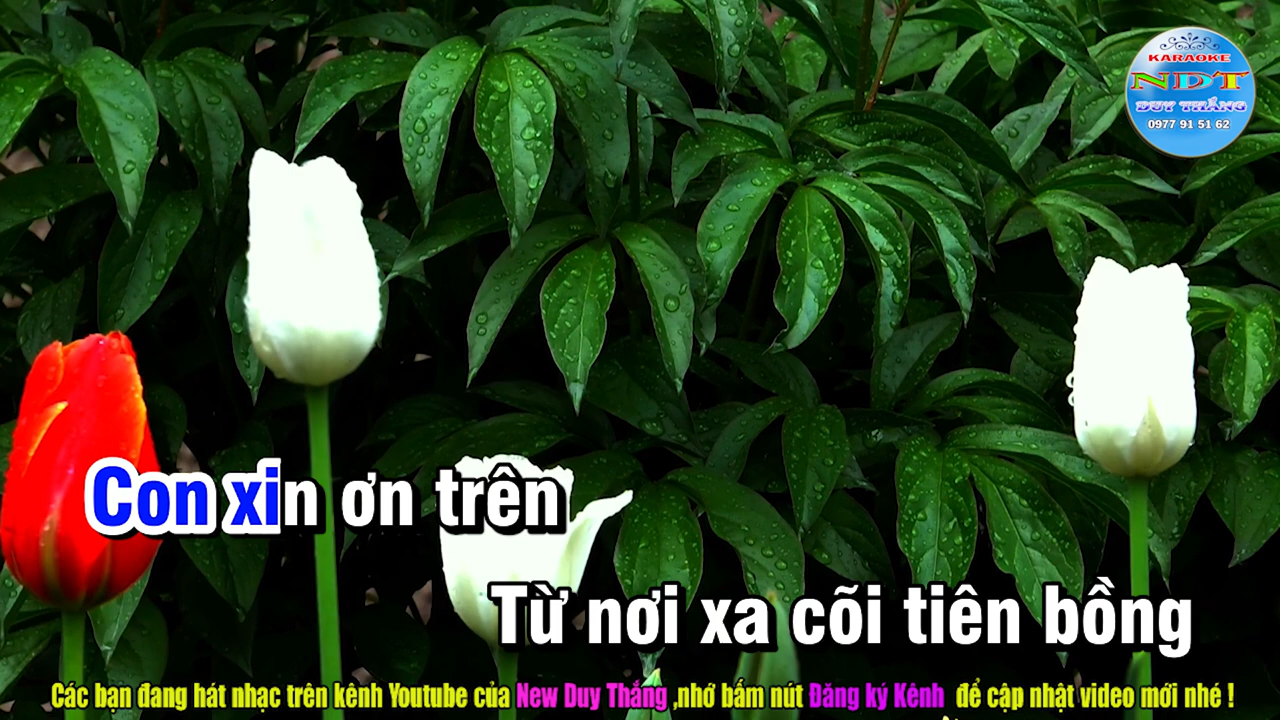 KARAOKE
NDT
DUY THẮNG
0977 91 51 62
Con xin ơn trên
Từ nơi xa cõi tiên bồng
Các bạn đang hát nhạc trên kênh Youtube của New Duy Thắng ,nhớ bấm nút Đăng ký Kênh để cập nhật video mới nhé !